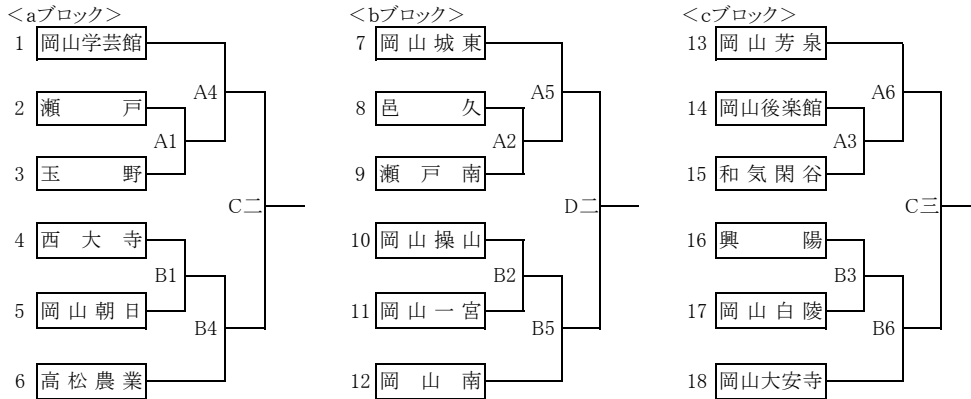 <aブロック>
1 岡山学芸館
A4
2 瀬戸
A1
3 玉野
C二
4 西大寺
B1
5 岡山朝日
B4
6 高松農業
<bブロック>
7 岡山城東
A5
8 邑久
A2
9 瀬戸南
D二
10 岡山操山
B2
11 岡山一宮
B5
12 岡山南
<cブロック>
13 岡山芳泉
A6
14 岡山後楽館
A3
15 和気閑谷
C三
16 興陽
B3
17 岡山白陵
B6
18 岡山大安寺